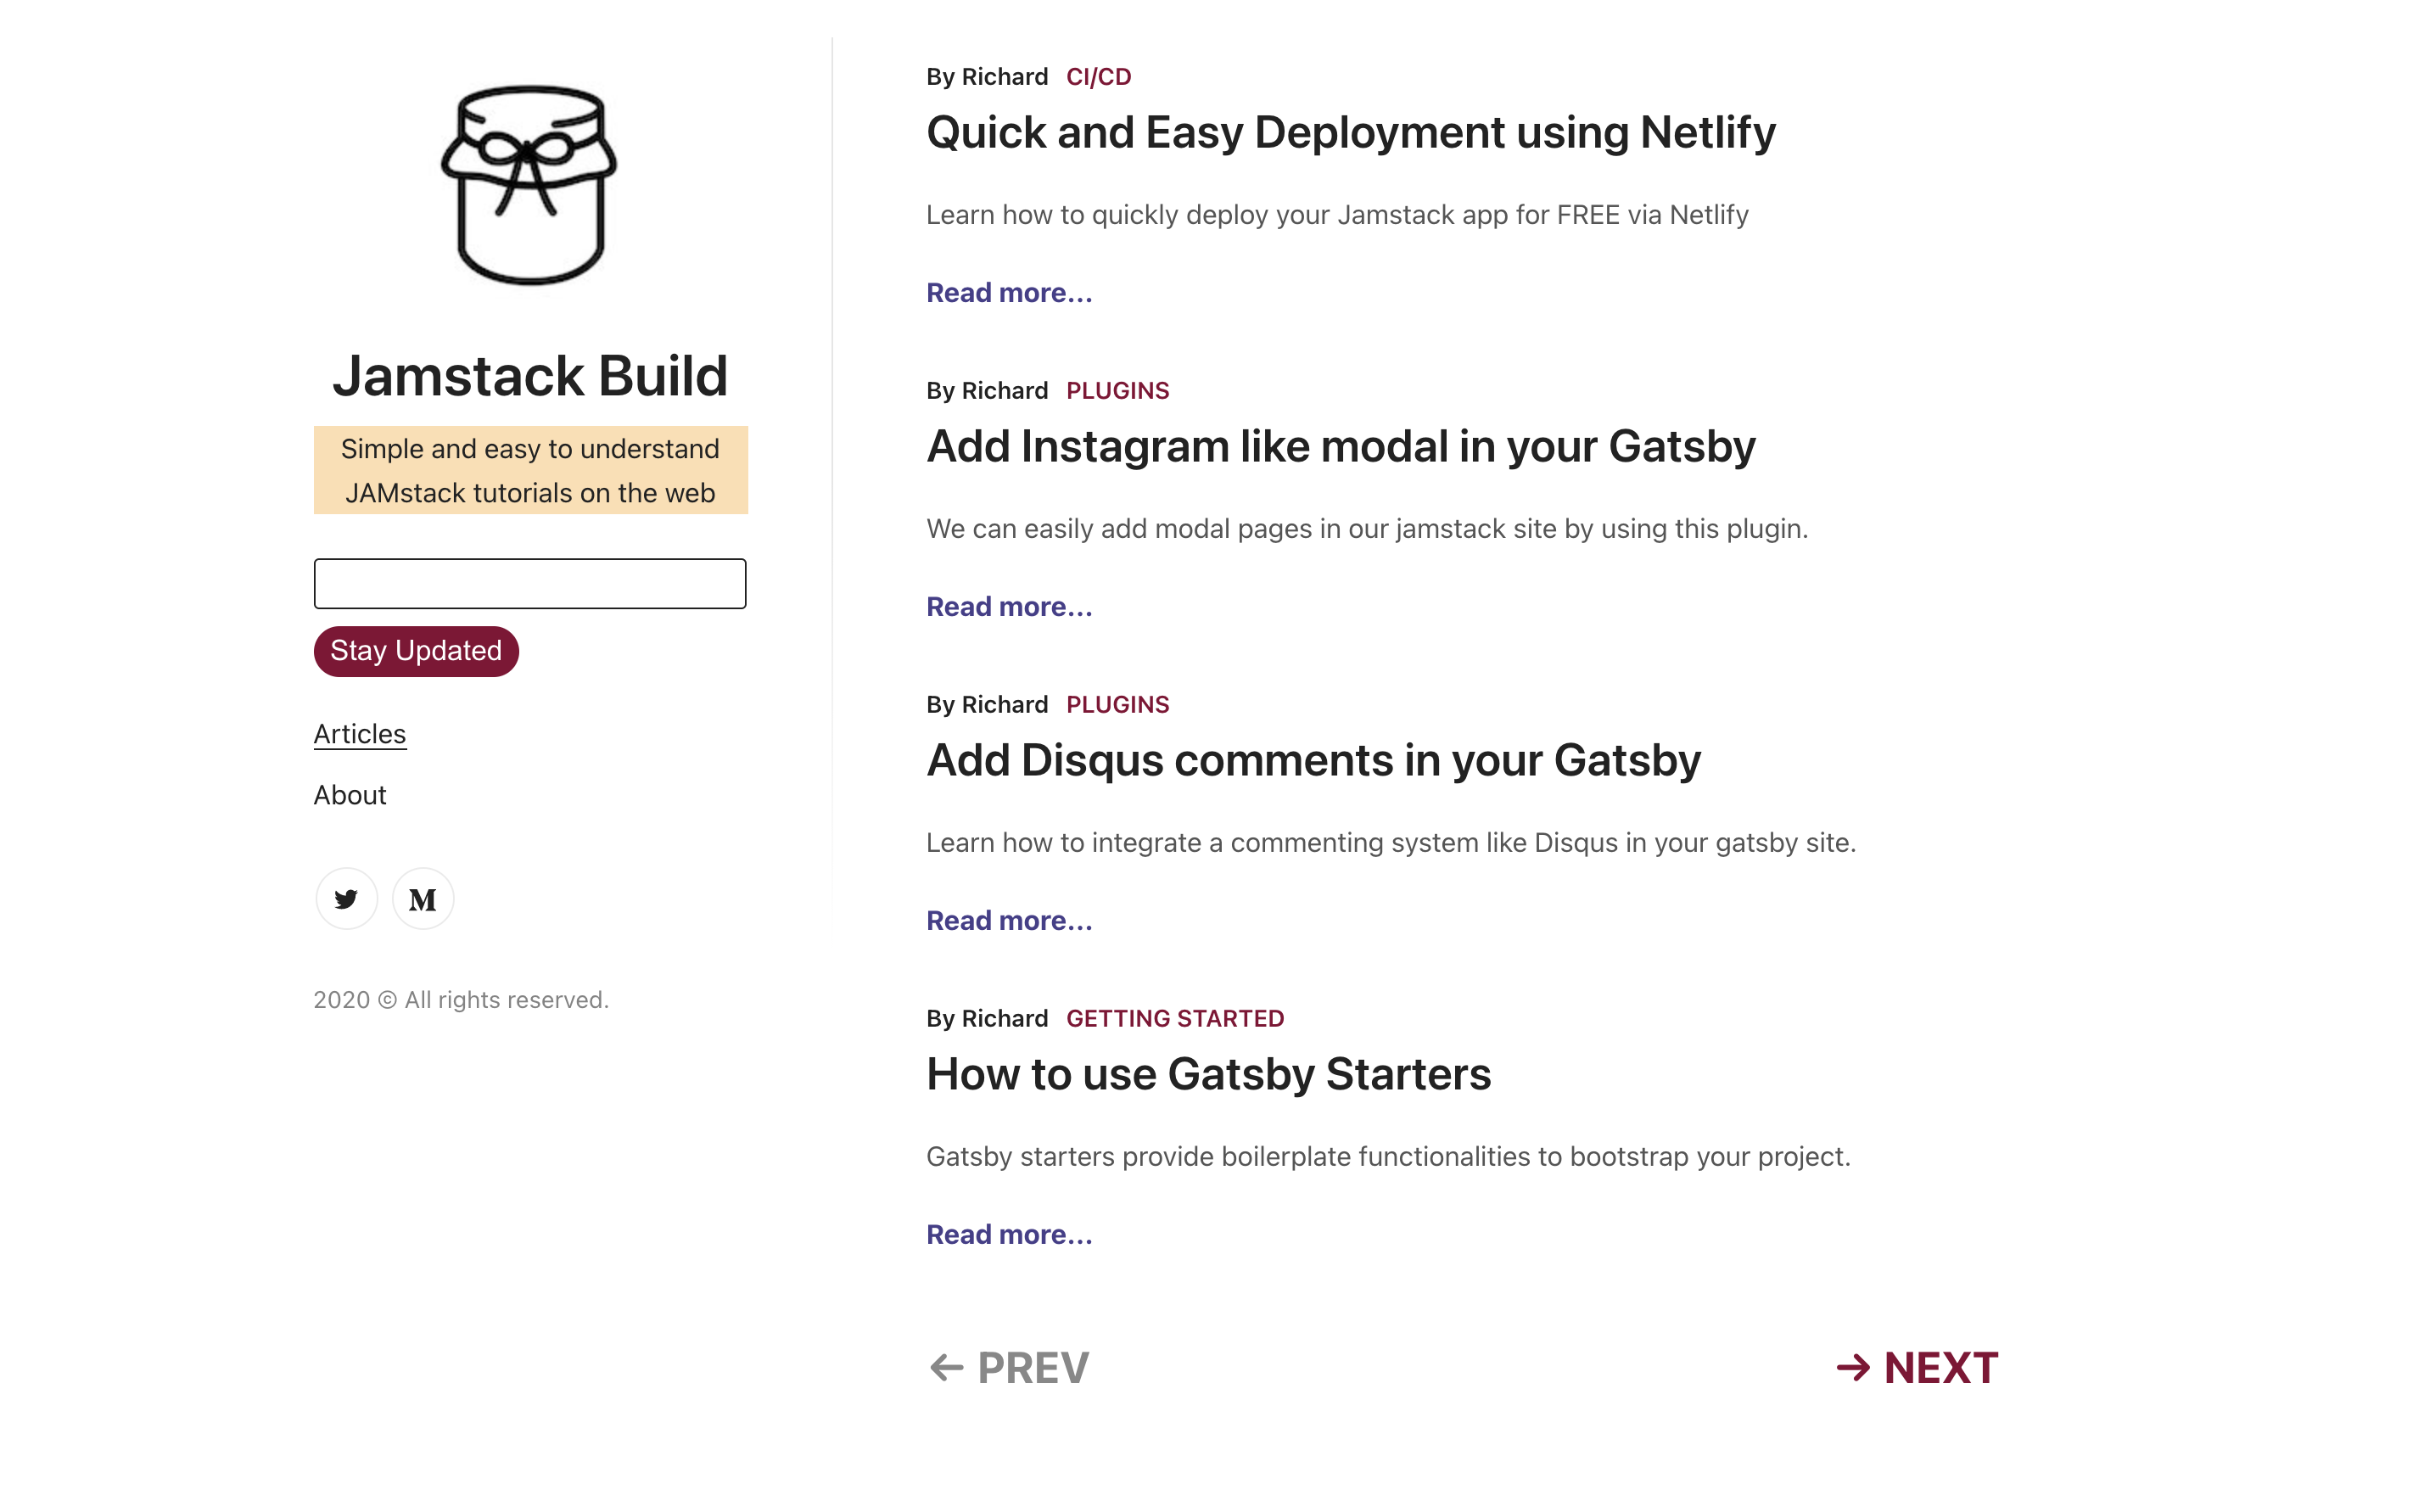 Jamstack Build
Simple and easy to understand
JAMstack tutorials on the web
Stay Updated
Articles
About
M
2020 © All rights reserved.
By Richard CI/CD
Quick and Easy Deployment using Netlify
Learn how to quickly deploy your Jamstack app for FREE via Netlify
Read more...
By Richard PLUGINS
Add Instagram like modal in your Gatsby
We can easily add modal pages in our jamstack site by using this plugin.
Read more...
By Richard PLUGINS
Add Disqus comments in your Gatsby
Learn how to integrate a commenting system like Disqus in your gatsby site.
Read more...
By Richard GETTING STARTED
How to use Gatsby Starters
Gatsby starters provide boilerplate functionalities to bootstrap your project.
Read more...
← PREV
→ NEXT